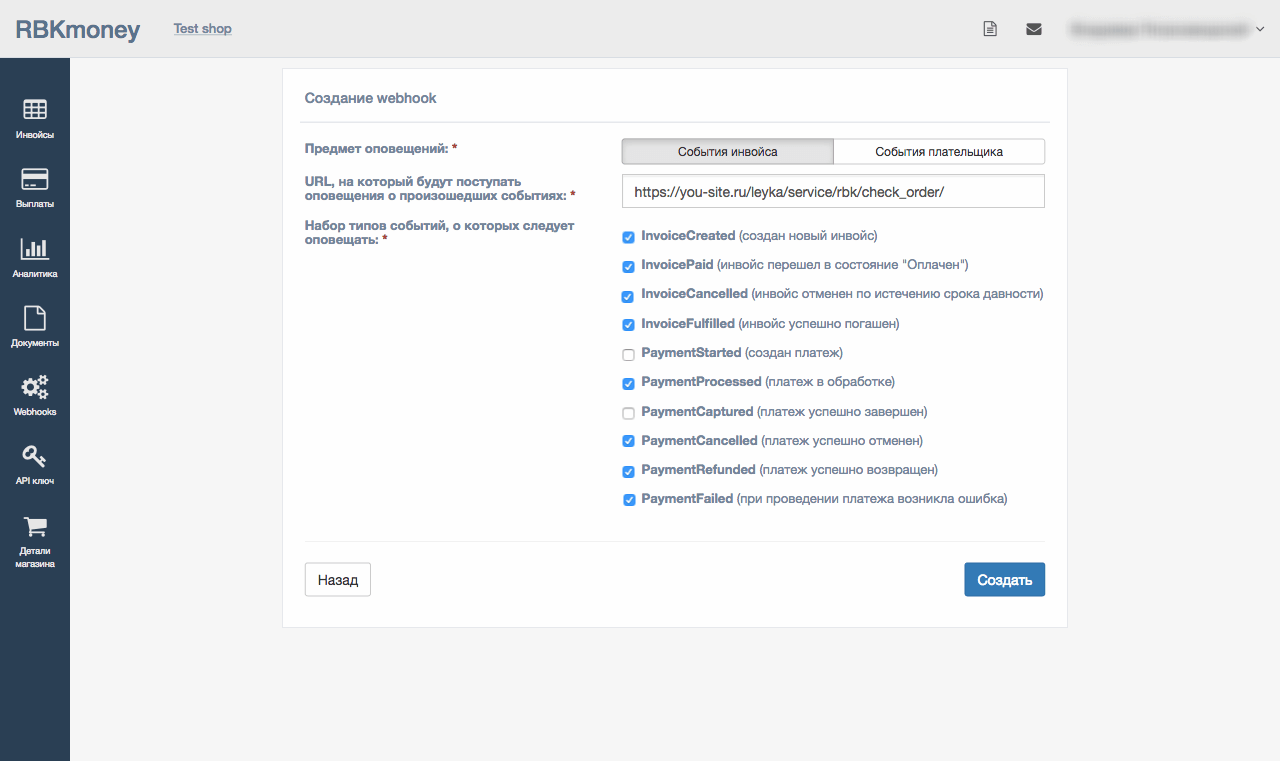 RBKmoney
Test shop
Инвойсы
Выплаты
Аналитика
Документы
Webhooks
API ключ
Детали
магазина
Создание webhook
Предмет оповещений: *
События инвойса
События плательщика
URL, на который будут поступать
оповещения о произошедших событиях: *
https://you-site.ru/leyka/service/rbk/check_order/
Набор типов событий, о которых следует
оповещать: *
InvoiceCreated (создан новый инвойс)
InvoicePaid (инвойс перешел в состояние "Оплачен")
InvoiceCancelled (инвойс отменен по истечению срока давности)
InvoiceFulfilled (инвойс успешно погашен)
PaymentStarted (создан платеж)
PaymentProcessed (платеж в обработке)
PaymentCaptured (платеж успешно завершен)
PaymentCancelled (платеж успешно отменен)
PaymentRefunded (платеж успешно возвращен)
PaymentFailed (при проведении платежа возникла ошибка)
Назад
Создать